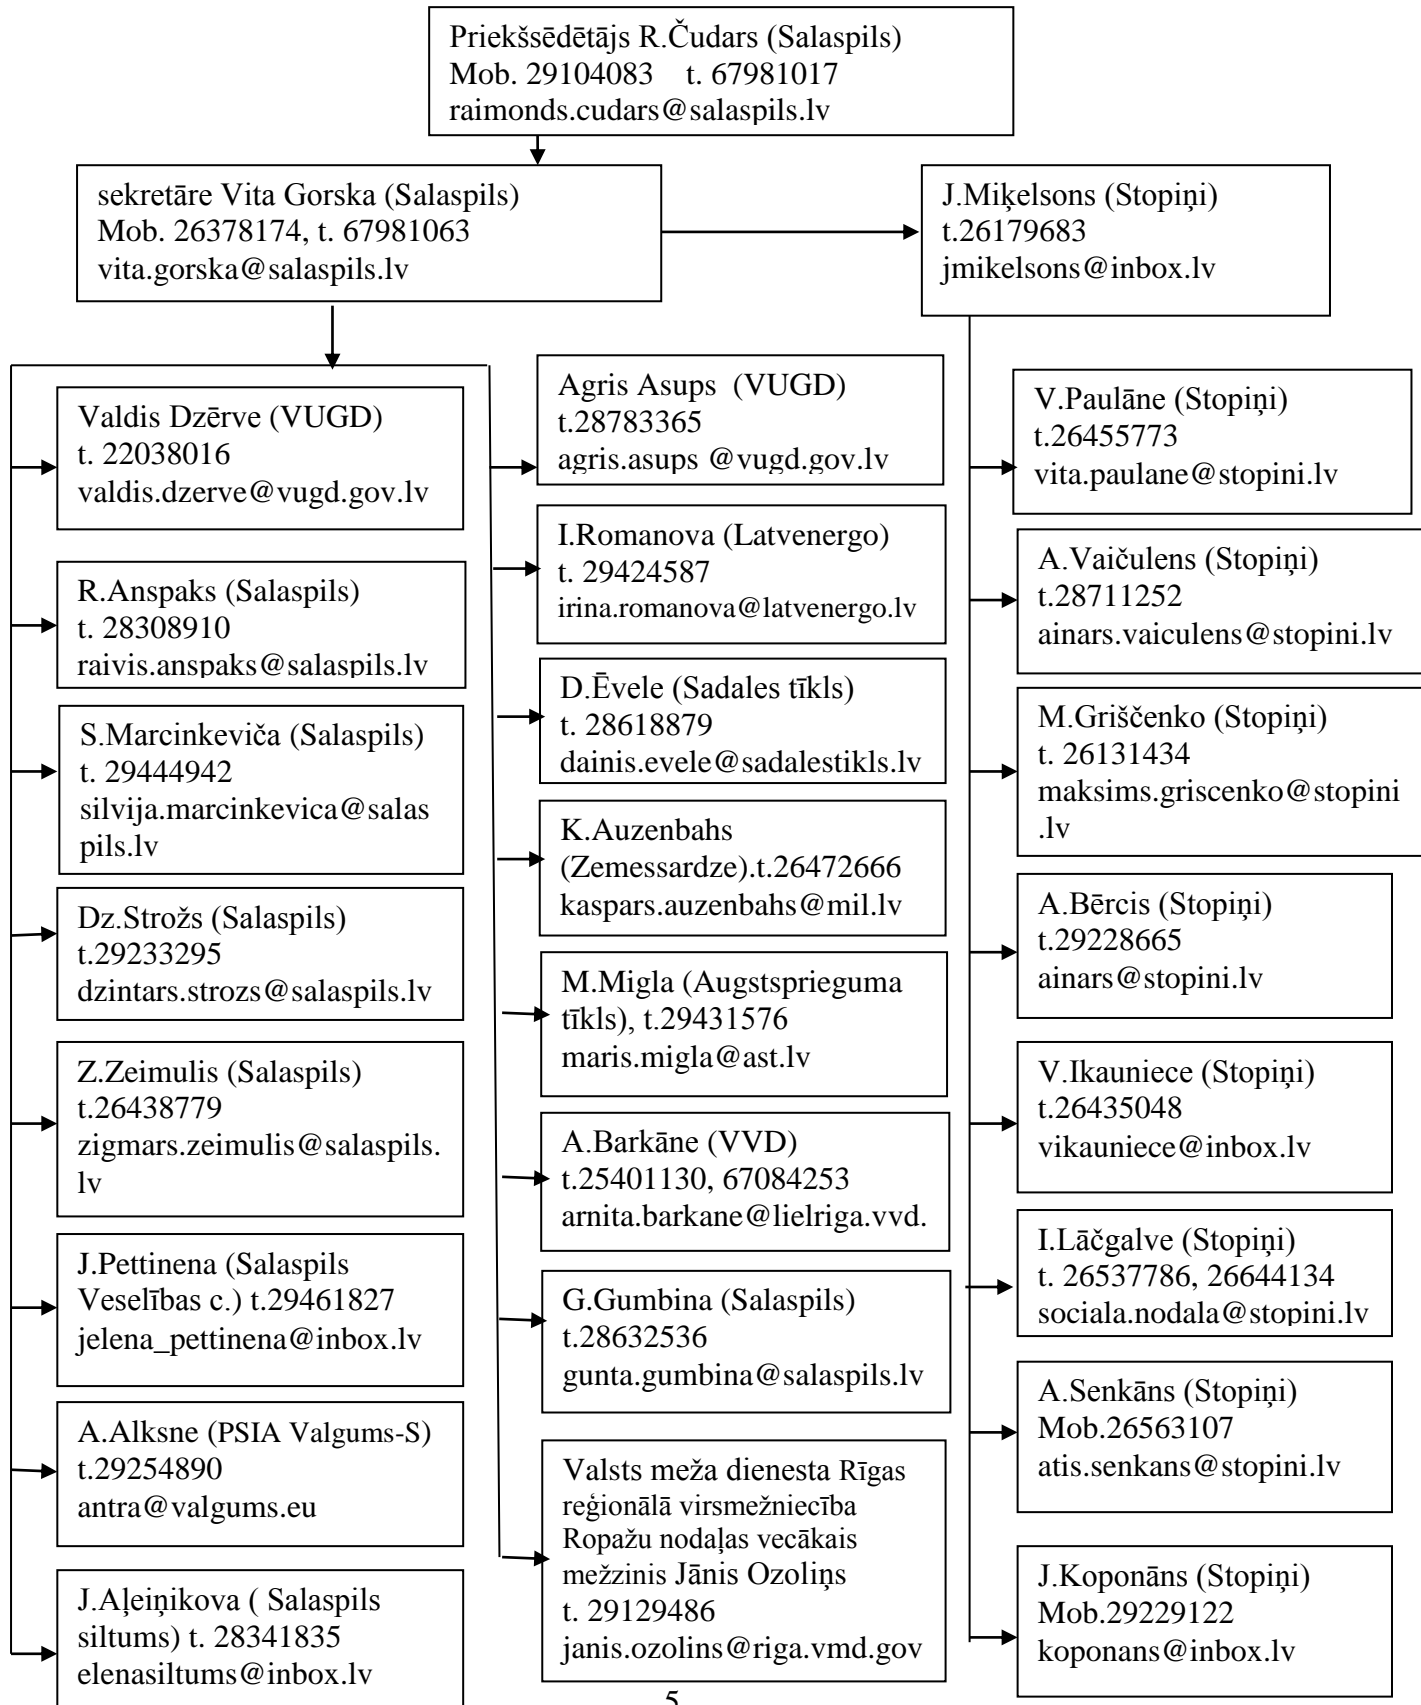 Priekšsēdētājs R.Čudars (Salaspils)
Mob. 29104083    t. 67981017
raimonds.cudars@salaspils.lv
sekretāre Vita Gorska (Salaspils)
Mob. 26378174, t. 67981063
vita.gorska@salaspils.lv
J.Miķelsons (Stopiņi)
t.26179683
jmikelsons@inbox.lv
Valdis Dzērve (VUGD)
t. 22038016
valdis.dzerve@vugd.gov.lv
R.Anspaks (Salaspils)
t. 28308910
raivis.anspaks@salaspils.lv
S.Marcinkeviča (Salaspils)
t. 29444942
silvija.marcinkevica@salas
pils.lv
Dz.Strožs (Salaspils)
t.29233295
dzintars.strozs@salaspils.lv
Z.Zeimulis (Salaspils)
t.26438779
zigmars.zeimulis@salaspils.
lv
J.Pettinena (Salaspils
Veselības c.) t.29461827
jelena_pettinena@inbox.lv
A.Alksne (PSIA Valgums-S)
t.29254890
antra@valgums.eu
J.Aļeiņikova ( Salaspils
siltums) t. 28341835
elenasiltums@inbox.lv
Agris Asups  (VUGD)
t.28783365
agris.asups @vugd.gov.lv
I.Romanova (Latvenergo)
t. 29424587
irina.romanova@latvenergo.lv
D.Ēvele (Sadales tīkls)
t. 28618879
dainis.evele@sadalestikls.lv
K.Auzenbahs
(Zemessardze).t.26472666
kaspars.auzenbahs@mil.lv
M.Migla (Augstsprieguma
tīkls), t.29431576
maris.migla@ast.lv
A.Barkāne (VVD)
t.25401130, 67084253
arnita.barkane@lielriga.vvd.
G.Gumbina (Salaspils)
t.28632536
gunta.gumbina@salaspils.lv
Valsts meža dienesta Rīgas
reģionālā virsmežniecība
Ropažu nodaļas vecākais
mežzinis Jānis Ozoliņs
t. 29129486
janis.ozolins@riga.vmd.gov
V.Paulāne (Stopiņi)
t.26455773
vita.paulane@stopini.lv
A.Vaičulens (Stopiņi)
t.28711252
ainars.vaiculens@stopini.lv
M.Griščenko (Stopiņi)
t. 26131434
maksims.griscenko@stopini
.lv
A.Bērcis (Stopiņi)
t.29228665
ainars@stopini.lv
V.Ikauniece (Stopiņi)
t.26435048
vikauniece@inbox.lv
I.Lāčgalve (Stopiņi)
t. 26537786, 26644134
sociala.nodala@stopini.lv
A.Senkāns (Stopiņi)
Mob.26563107
atis.senkans@stopini.lv
J.Koponāns (Stopiņi)
Mob.29229122
koponans@inbox.lv
5